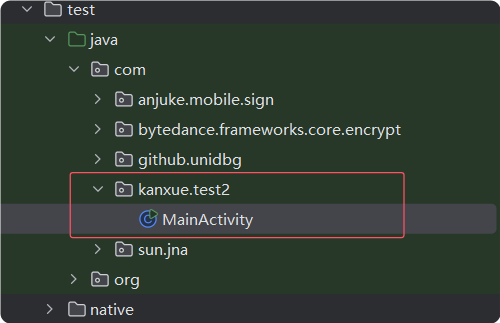 test
java
com
anjuke.mobile.sign
bytedance.frameworks.core.encrypt
github.unidbg
kanxue.test2
MainActivity
sun.jna
org
native